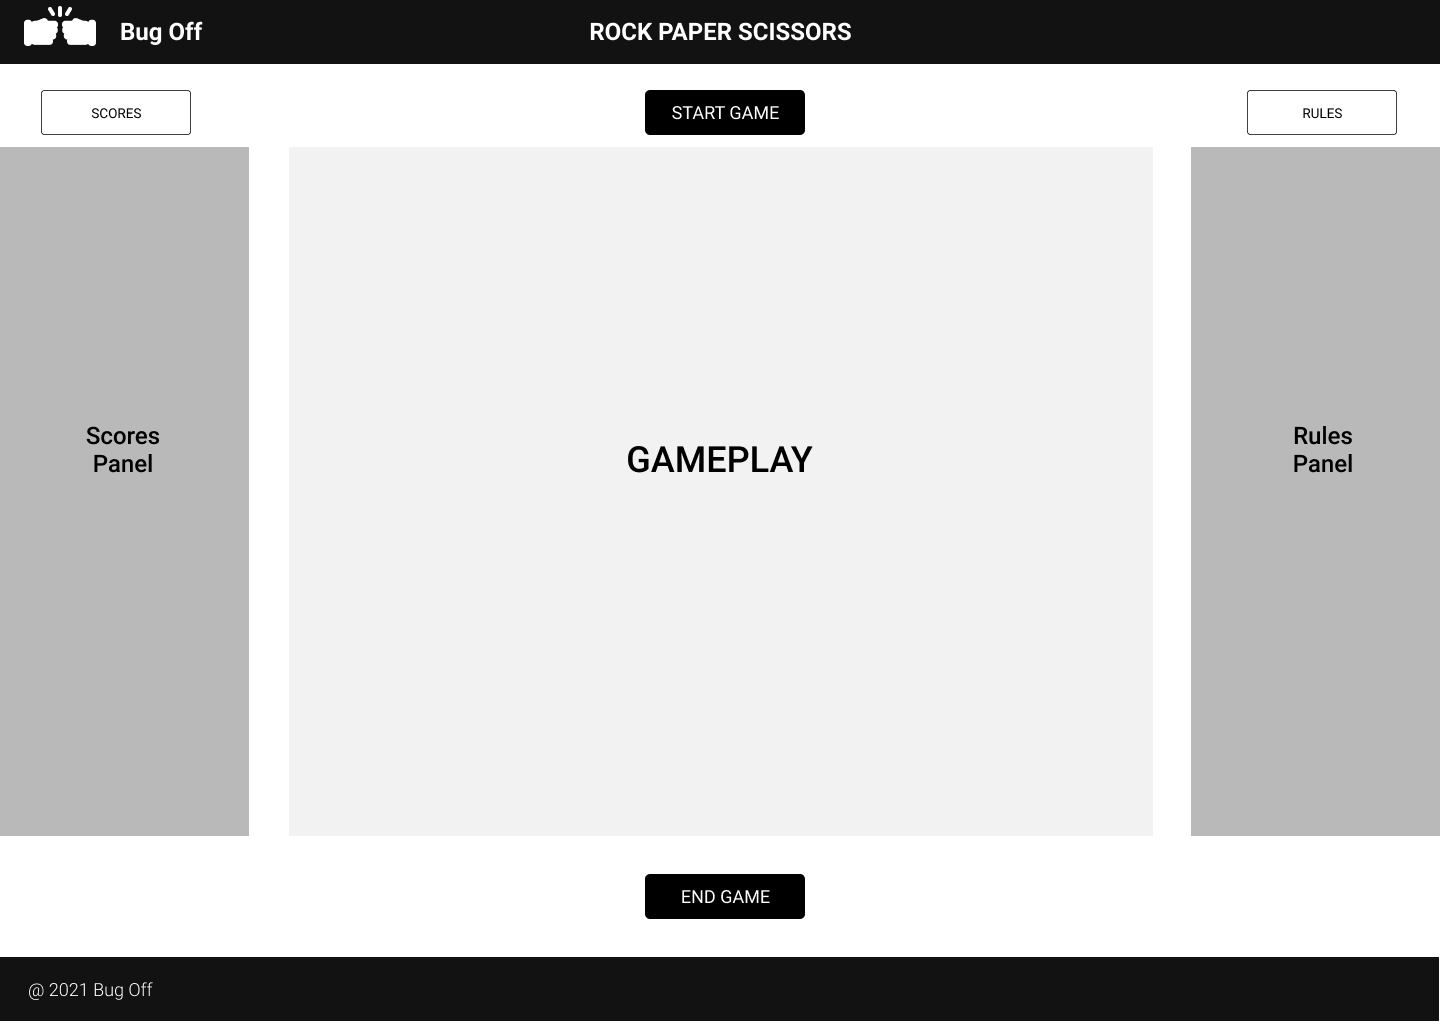 Bug Off
ROCK PAPER SCISSORS
SCORES
START GAME
RULES
Scores
Panel
GAMEPLAY
Rules
Panel
END GAME
@ 2021 Bug Off